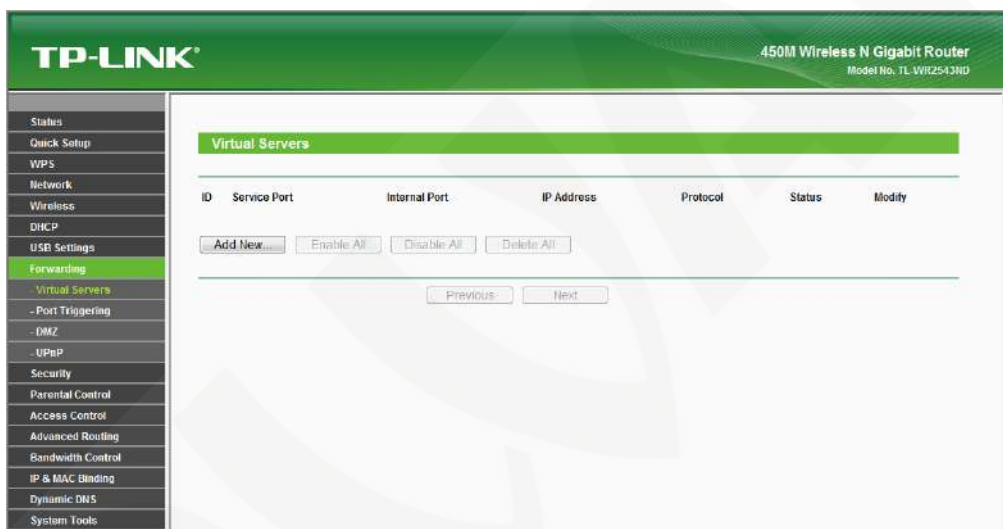 TP-LINK®
450M Wireless N Gigabit Router
Model No. TL-WR2543ND
Status
Quick Setup
WPS
Network
Wireless
DHCP
USB Settings
Forwarding
- Virtual Servers
- Port Triggering
- DMZ
- UPnP
Security
Parental Control
Access Control
Advanced Routing
Bandwidth Control
IP & MAC Binding
Dynamic DNS
System Tools
Virtual Servers
ID Service Port Internal Port IP Address Protocol Status Modify
Add New... Enable All Disable All Delete All
Previous Next